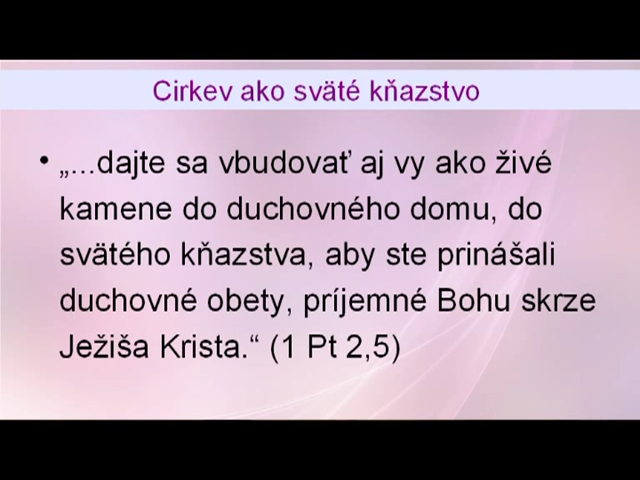 Cirkev ako sväté kňazstvo
• „...dajte sa vbudovať aj vy ako živé
kamene do duchovného domu, do
svätého kňazstva, aby ste prinášali
duchovné obety, príjemné Bohu skrze
Ježiša Krista.“ (1 Pt 2,5)